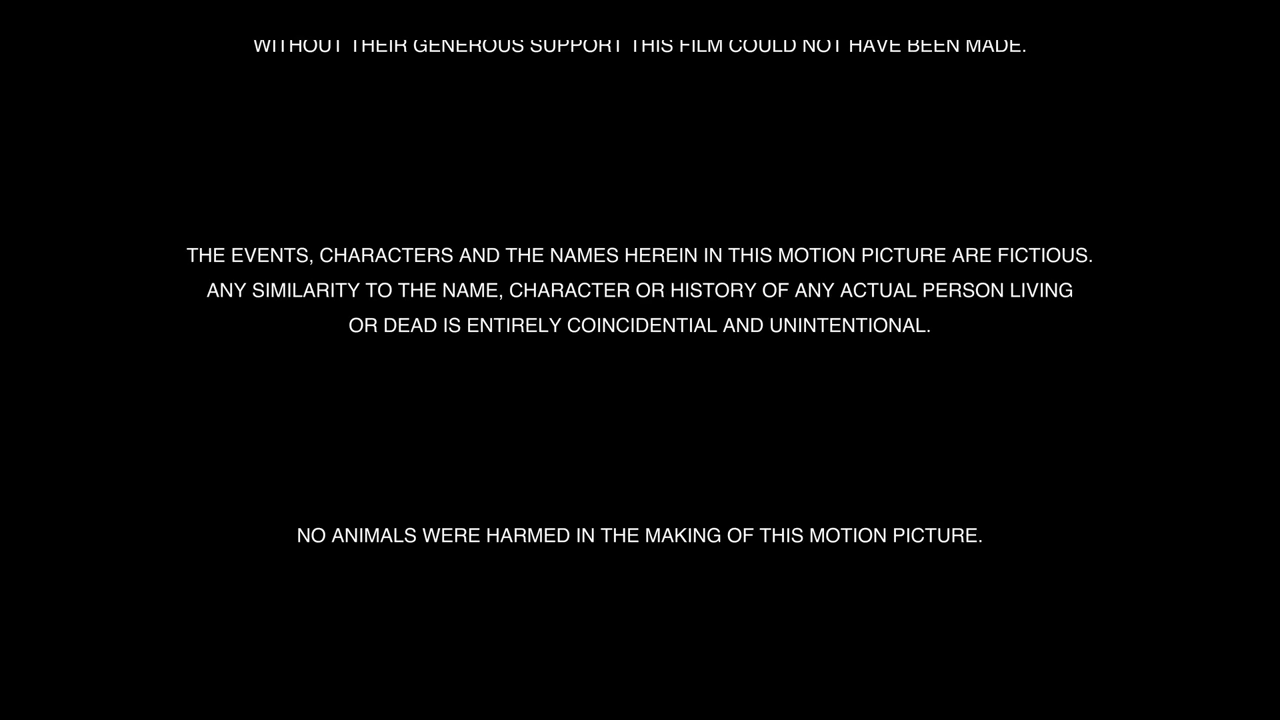 WITHOUT THEIR GENEROUS SUPPORT THIS FILM COULD NOT HAVE BEEN MADE.
THE EVENTS, CHARACTERS AND THE NAMES HEREIN IN THIS MOTION PICTURE ARE FICTIOUS.
ANY SIMILARITY TO THE NAME, CHARACTER OR HISTORY OF ANY ACTUAL PERSON LIVING
OR DEAD IS ENTIRELY COINCIDENTIAL AND UNINTENTIONAL.
NO ANIMALS WERE HARMED IN THE MAKING OF THIS MOTION PICTURE.